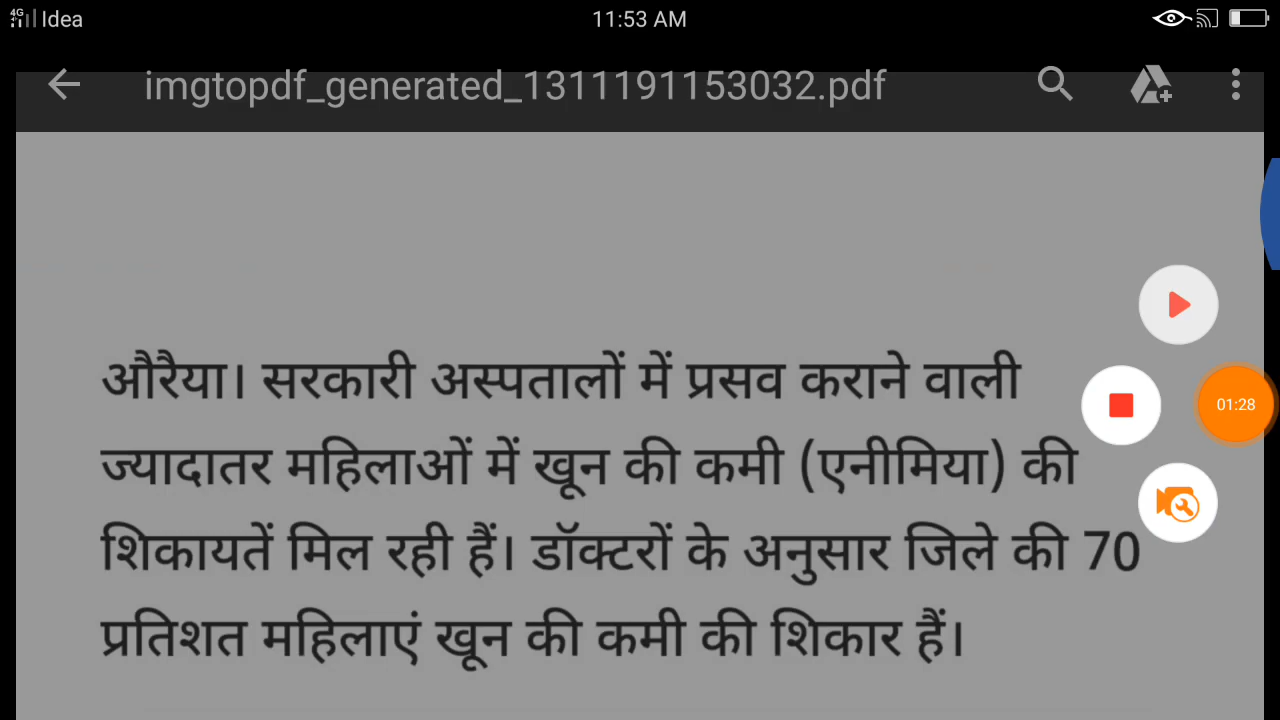 4G Idea 11:53 AM
imgtopdf_generated_1311191153032.pdf
औरैया। सरकारी अस्पतालों में प्रसव कराने वाली
ज्यादातर महिलाओं में खून की कमी (एनीमिया) की
शिकायतें मिल रही हैं। डॉक्टरों के अनुसार जिले की 70
प्रतिशत महिलाएं खून की कमी की शिकार हैं।
01:28